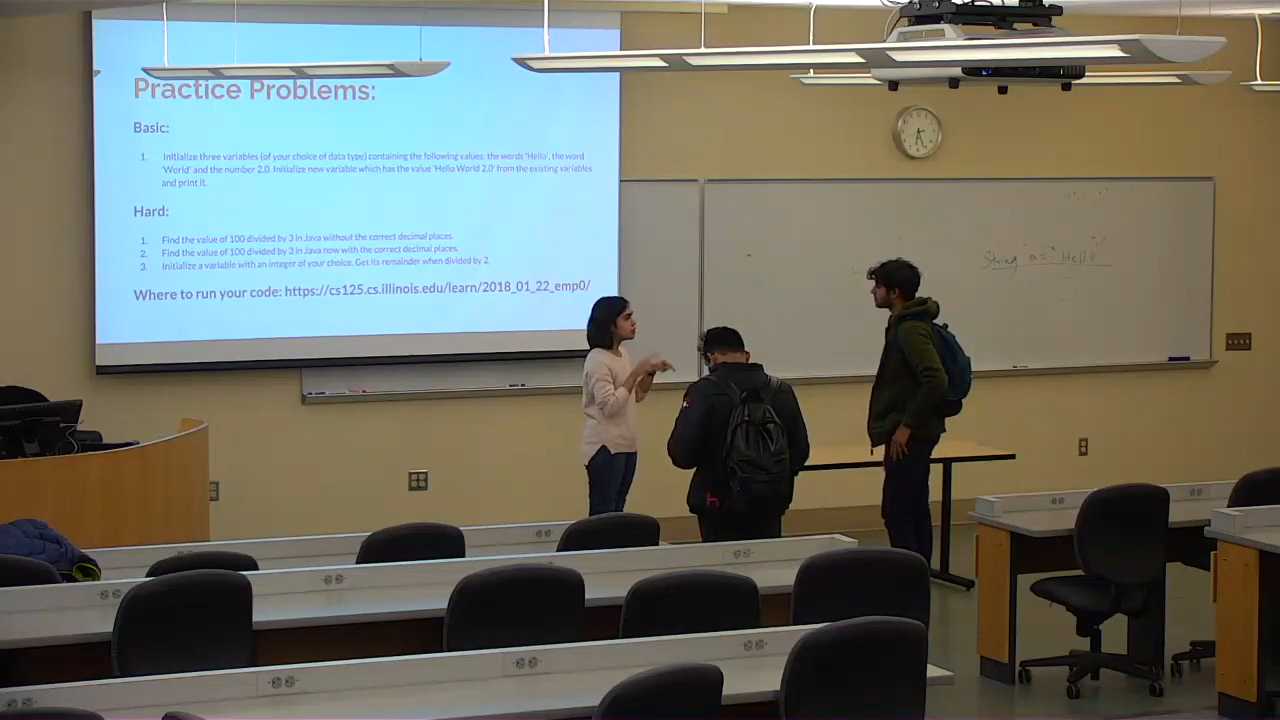 Practice Problems:
Basic:
1. Initialize three variables (of your choice of data type) containing the following values: the words 'Hello', the word
'World' and the number 2.0. Initialize new variable which has the value 'Hello World 2.0' from the existing variables
and print it.
Hard:
1. Find the value of 100 divided by 3 in Java without the correct decimal places.
2. Find the value of 100 divided by 3 in Java now with the correct decimal places.
3. Initialize a variable with an integer of your choice. Get its remainder when divided by 2.
Where to run your code: https://cs125.cs.illinois.edu/learn/2018_01_22_emp0/
String a = "Hello"